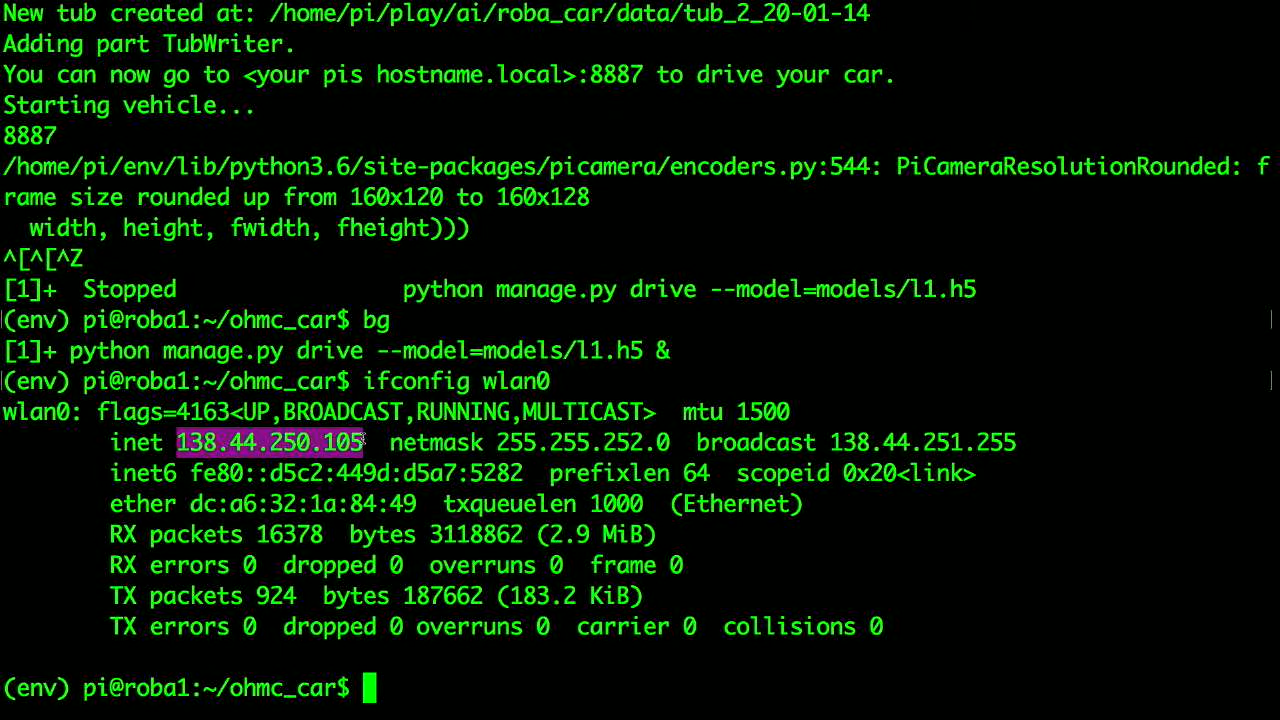 New tub created at: /home/pi/play/ai/roba_car/data/tub_2_20-01-14
Adding part TubWriter.
You can now go to <your pis hostname.local>:8887 to drive your car.
Starting vehicle...
8887
/home/pi/env/lib/python3.6/site-packages/picamera/encoders.py:544: PiCameraResolutionRounded: f
rame size rounded up from 160x120 to 160x128
  width, height, fwidth, fheight)))
^[^[^Z
[1]+  Stopped                 python manage.py drive --model=models/l1.h5
(env) pi@roba1:~/ohmc_car$ bg
[1]+ python manage.py drive --model=models/l1.h5 &
(env) pi@roba1:~/ohmc_car$ ifconfig wlan0
wlan0: flags=4163<UP,BROADCAST,RUNNING,MULTICAST>  mtu 1500
        inet 138.44.250.105  netmask 255.255.252.0  broadcast 138.44.251.255
        inet6 fe80::d5c2:449d:d5a7:5282  prefixlen 64  scopeid 0x20<link>
        ether dc:a6:32:1a:84:49  txqueuelen 1000  (Ethernet)
        RX packets 16378  bytes 3118862 (2.9 MiB)
        RX errors 0  dropped 0  overruns 0  frame 0
        TX packets 924  bytes 187662 (183.2 KiB)
        TX errors 0  dropped 0 overruns 0  carrier 0  collisions 0
(env) pi@roba1:~/ohmc_car$